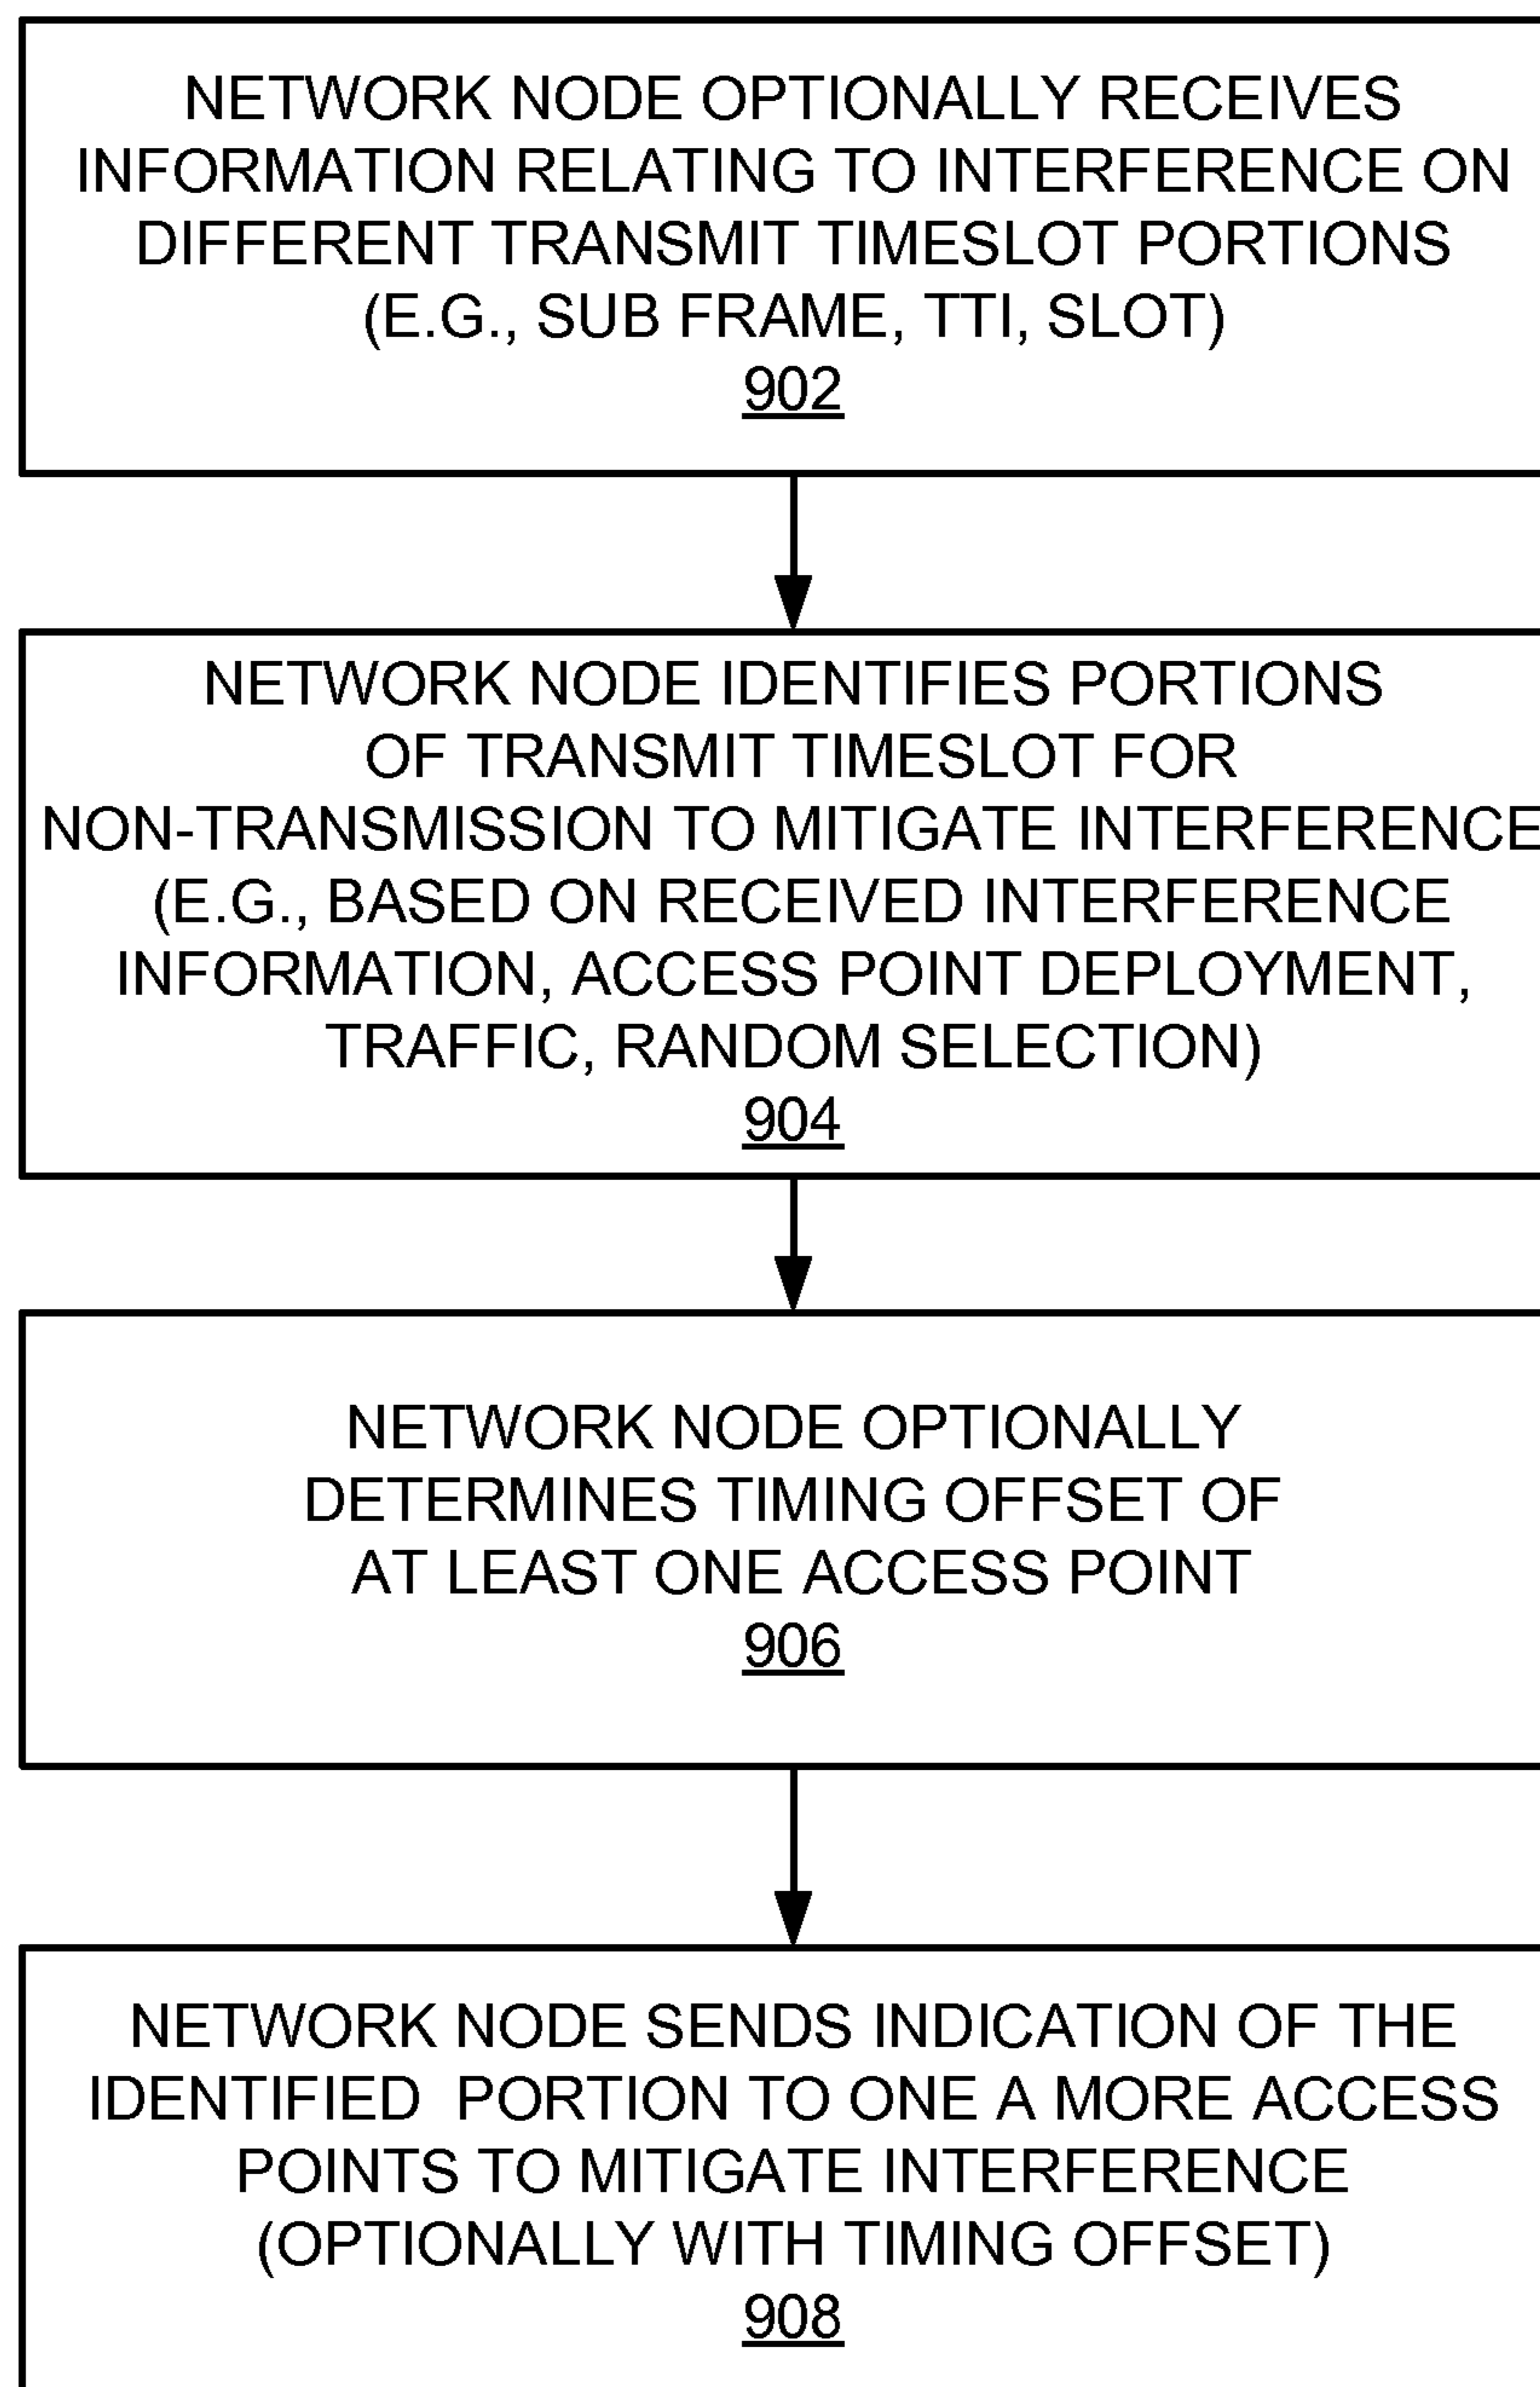 NETWORK NODE OPTIONALLY RECEIVES
INFORMATION RELATING TO INTERFERENCE ON
DIFFERENT TRANSMIT TIMESLOT PORTIONS
(E.G., SUB FRAME, TTI, SLOT)
902
NETWORK NODE IDENTIFIES PORTIONS
OF TRANSMIT TIMESLOT FOR
NON-TRANSMISSION TO MITIGATE INTERFERENCE
(E.G., BASED ON RECEIVED INTERFERENCE
INFORMATION, ACCESS POINT DEPLOYMENT,
TRAFFIC, RANDOM SELECTION)
904
NETWORK NODE OPTIONALLY
DETERMINES TIMING OFFSET OF
AT LEAST ONE ACCESS POINT
906
NETWORK NODE SENDS INDICATION OF THE
IDENTIFIED PORTION TO ONE A MORE ACCESS
POINTS TO MITIGATE INTERFERENCE
(OPTIONALLY WITH TIMING OFFSET)
908